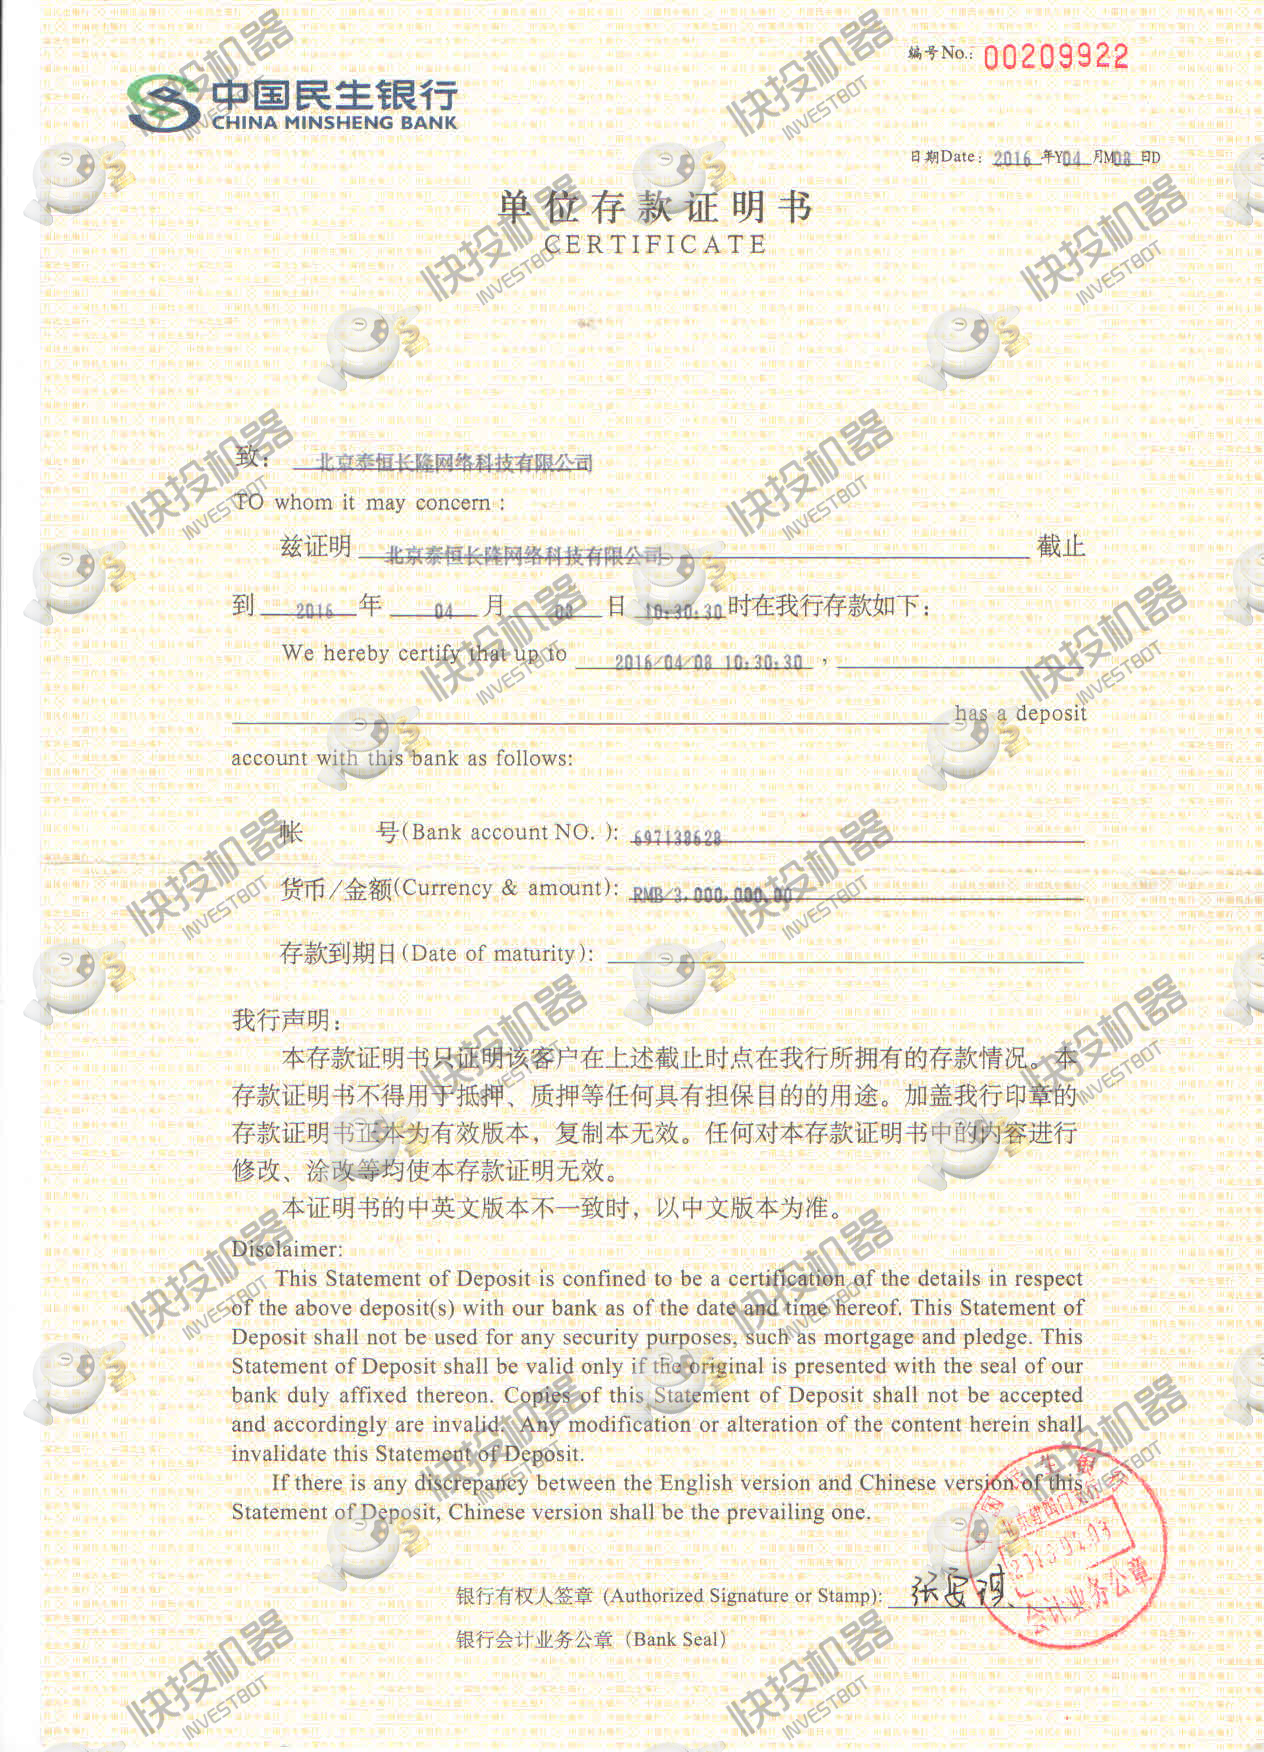 编号No.: 00209922
中国民生银行
CHINA MINSHENG BANK
日期Date: 2016 年Y04 月M08 日D
单位存款证明书
CERTIFICATE
致: 北京泰恒长隆网络科技有限公司
TO whom it may concern :
兹证明 北京泰恒长隆网络科技有限公司 截止
到 2016 年 04 月 08 日 10:30:30 时在我行存款如下:
We hereby certify that up to 2016/04/08 10:30:30 ,
has a deposit
account with this bank as follows:
帐 号(Bank account NO. ): 697138628
货币/金额(Currency & amount): RMB/3,000,000.00
存款到期日(Date of maturity):
我行声明:
本存款证明书只证明该客户在上述截止时点在我行所拥有的存款情况。本
存款证明书不得用于抵押、质押等任何具有担保目的的用途。加盖我行印章的
存款证明书正本为有效版本，复制本无效。任何对本存款证明书中的内容进行
修改、涂改等均使本存款证明无效。
本证明书的中英文版本不一致时，以中文版本为准。
Disclaimer:
This Statement of Deposit is confined to be a certification of the details in respect
of the above deposit(s) with our bank as of the date and time hereof. This Statement of
Deposit shall not be used for any security purposes, such as mortgage and pledge. This
Statement of Deposit shall be valid only if the original is presented with the seal of our
bank duly affixed thereon. Copies of this Statement of Deposit shall not be accepted
and accordingly are invalid. Any modification or alteration of the content herein shall
invalidate this Statement of Deposit.
If there is any discrepancy between the English version and Chinese version of this
Statement of Deposit, Chinese version shall be the prevailing one.
银行有权人签章 (Authorized Signature or Stamp):
银行会计业务公章 (Bank Seal)
北京建国门支行
2016.04.08
会计业务公章
快投机器
INVESTBOT